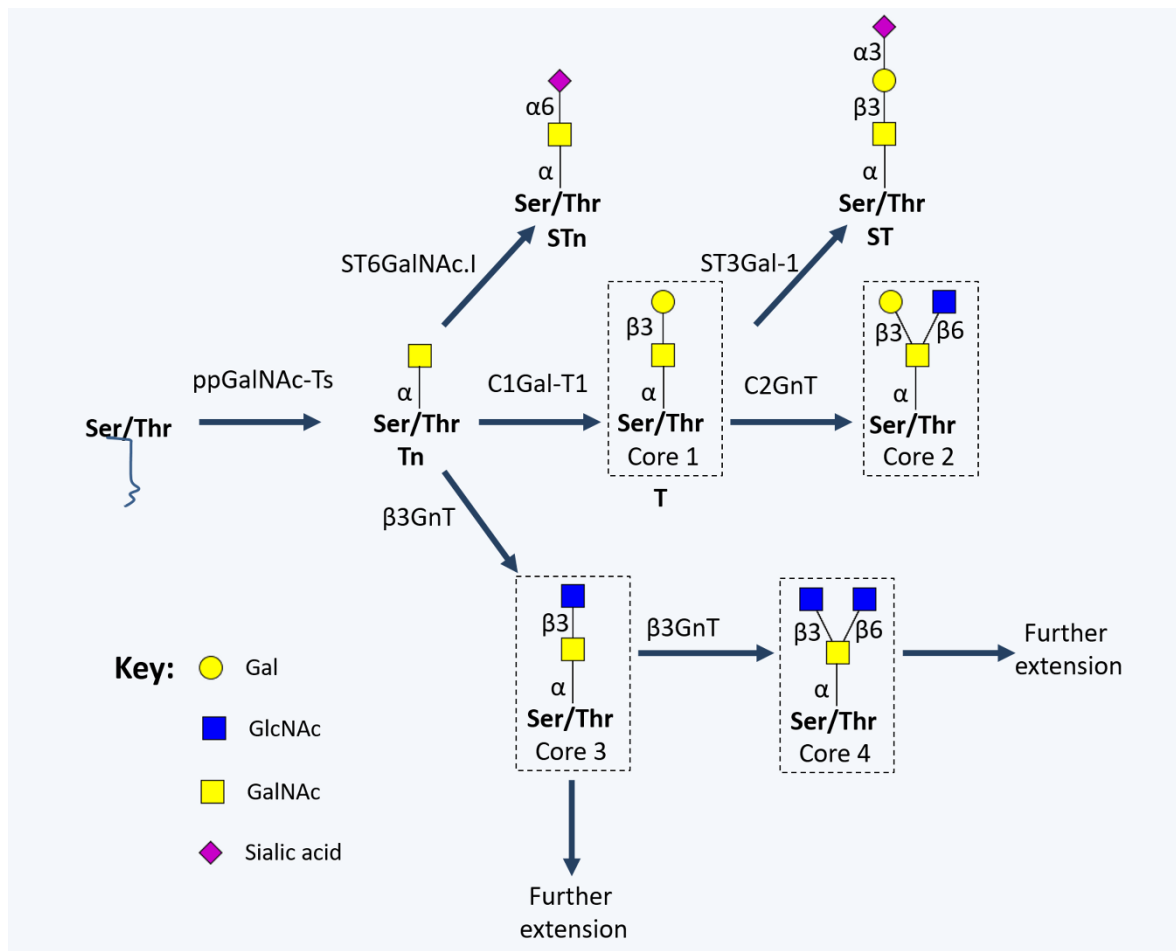 α3
β3
α
Ser/Thr
ST
α6
α
Ser/Thr
STn
ST6GalNAc.I
ST3Gal-1
β3
α
Ser/Thr
Core 1
T
β3 β6
α
Ser/Thr
Core 2
ppGalNAc-Ts
C1Gal-T1
C2GnT
Ser/Thr
α
Ser/Thr
Tn
β3GnT
β3
α
Ser/Thr
Core 3
β3GnT
β3 β6
α
Ser/Thr
Core 4
Further
extension
Key:
Gal
GlcNAc
GalNAc
Sialic acid
Further
extension